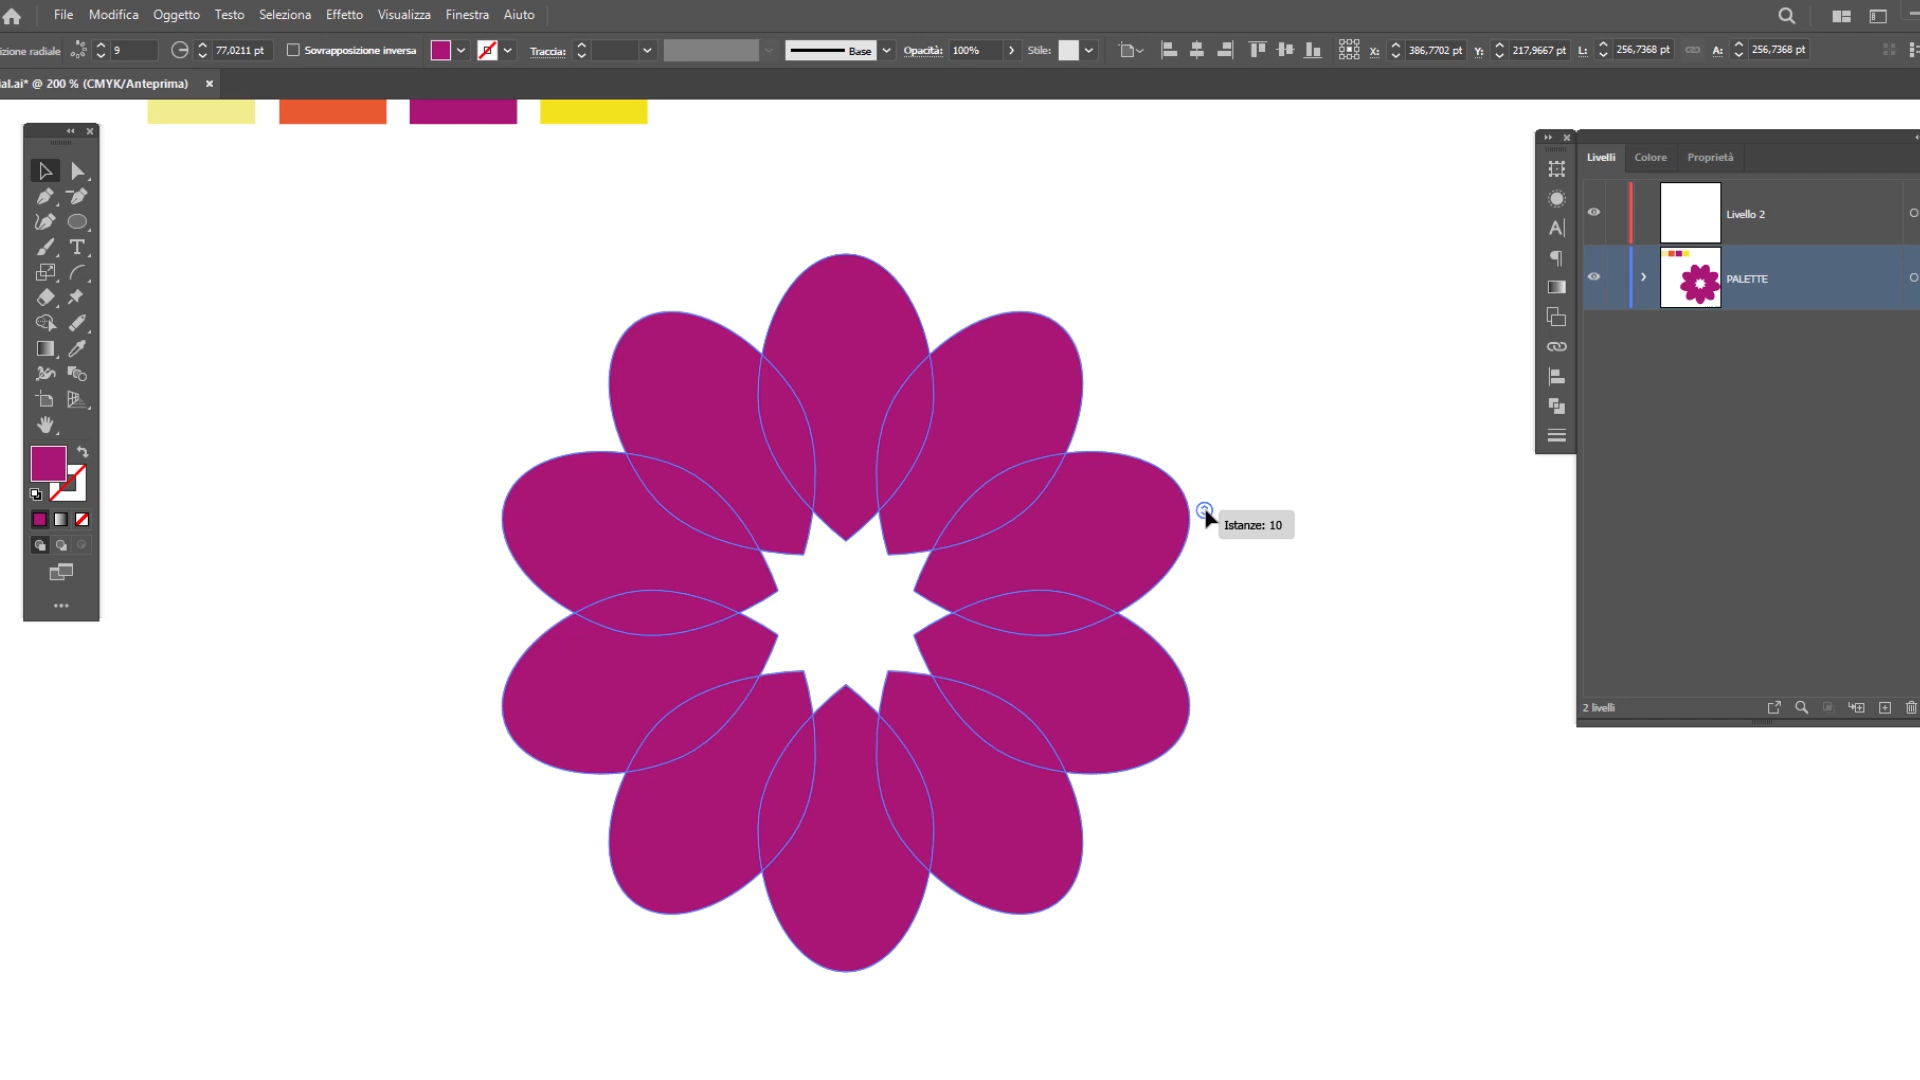 File Modifica Oggetto Testo Seleziona Effetto Visualizza Finestra Aiuto
izione radiale 9 77,0211 pt Sovrapposizione inversa Traccia: Base Opacità: 100% Stile: X: 386,7702 pt Y: 217,9667 pt L: 256,7368 pt A: 256,7368 pt
ial.ai* @ 200 % (CMYK/Anteprima)
Livelli Colore Proprietà
Livello 2
PALETTE
Istanze: 10
2 livelli